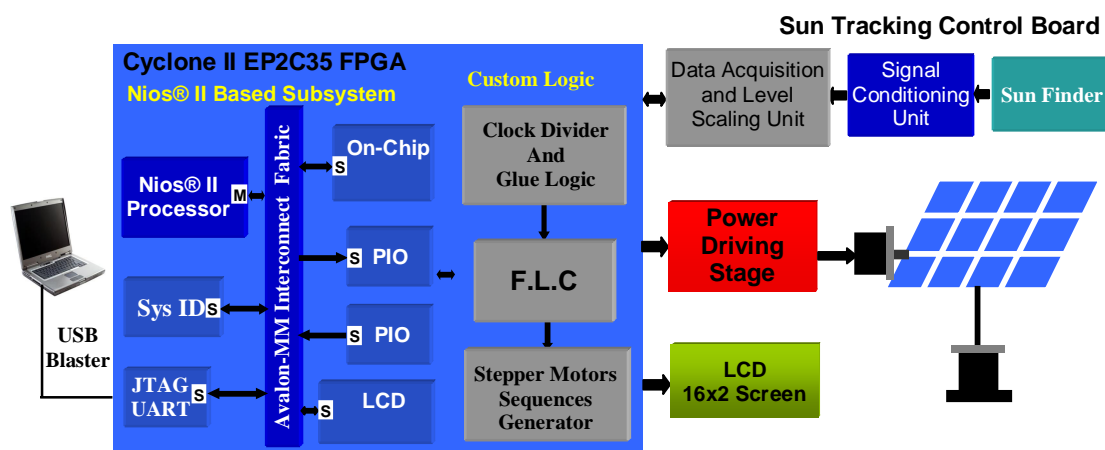 Sun Tracking Control Board
Cyclone II EP2C35 FPGA
Nios® II Based Subsystem
Custom Logic
Data Acquisition
and Level
Scaling Unit
Signal
Conditioning
Unit
Sun Finder
Avalon-MM Interconnect Fabric
On-Chip
S
Clock Divider
And
Glue Logic
Nios® II
Processor
M
Power
Driving
Stage
PIO
S
F.L.C
Sys ID
S
PIO
S
USB
Blaster
JTAG
UART
S
LCD
S
Stepper Motors
Sequences
Generator
LCD
16x2 Screen